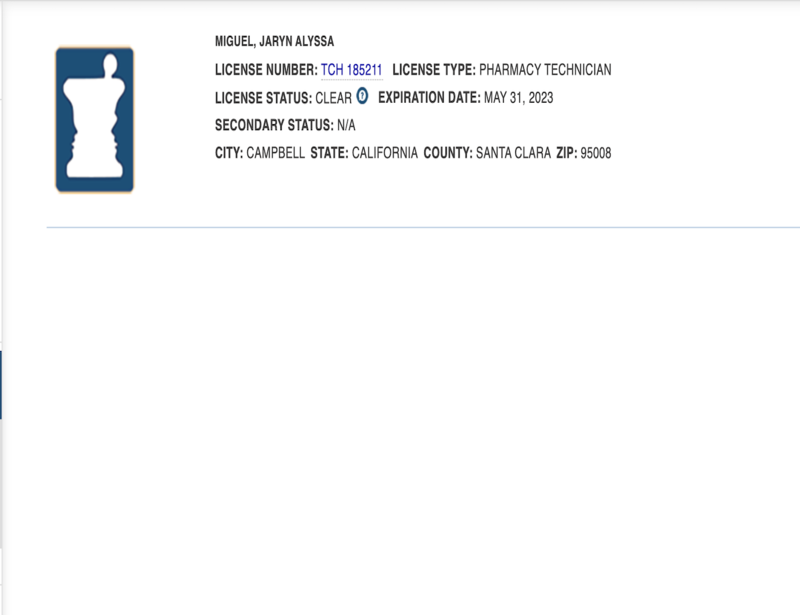 MIGUEL, JARYN ALYSSA
LICENSE NUMBER: TCH 185211 LICENSE TYPE: PHARMACY TECHNICIAN
LICENSE STATUS: CLEAR EXPIRATION DATE: MAY 31, 2023
SECONDARY STATUS: N/A
CITY: CAMPBELL STATE: CALIFORNIA COUNTY: SANTA CLARA ZIP: 95008